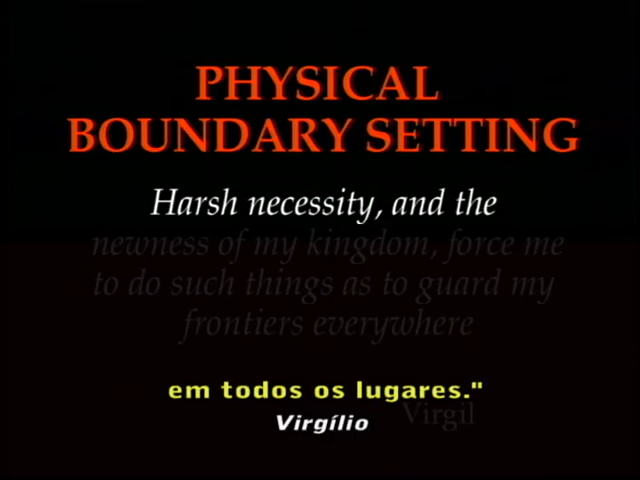 PHYSICAL
BOUNDARY SETTING
Harsh necessity, and the
newness of my kingdom, force me
to do such things as to guard my
frontiers everywhere
em todos os lugares."
Virgil
Virgílio